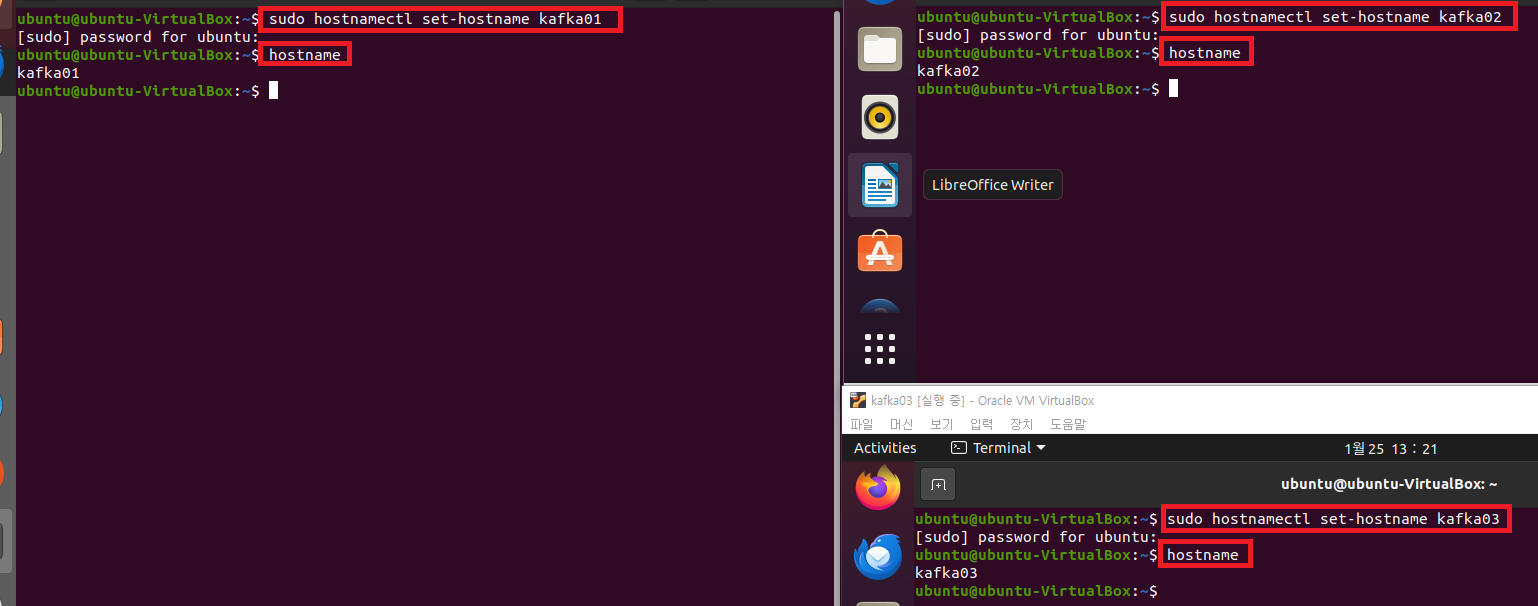 ubuntu@ubuntu-VirtualBox:~$ sudo hostnamectl set-hostname kafka01
[sudo] password for ubuntu:
ubuntu@ubuntu-VirtualBox:~$ hostname
kafka01
ubuntu@ubuntu-VirtualBox:~$
ubuntu@ubuntu-VirtualBox:~$ sudo hostnamectl set-hostname kafka02
[sudo] password for ubuntu:
ubuntu@ubuntu-VirtualBox:~$ hostname
kafka02
ubuntu@ubuntu-VirtualBox:~$
LibreOffice Writer
kafka03 [실행 중] - Oracle VM VirtualBox
파일 머신 보기 입력 장치 도움말
Activities Terminal 1월 25 13 : 21
ubuntu@ubuntu-VirtualBox: ~
ubuntu@ubuntu-VirtualBox:~$ sudo hostnamectl set-hostname kafka03
[sudo] password for ubuntu:
ubuntu@ubuntu-VirtualBox:~$ hostname
kafka03
ubuntu@ubuntu-VirtualBox:~$